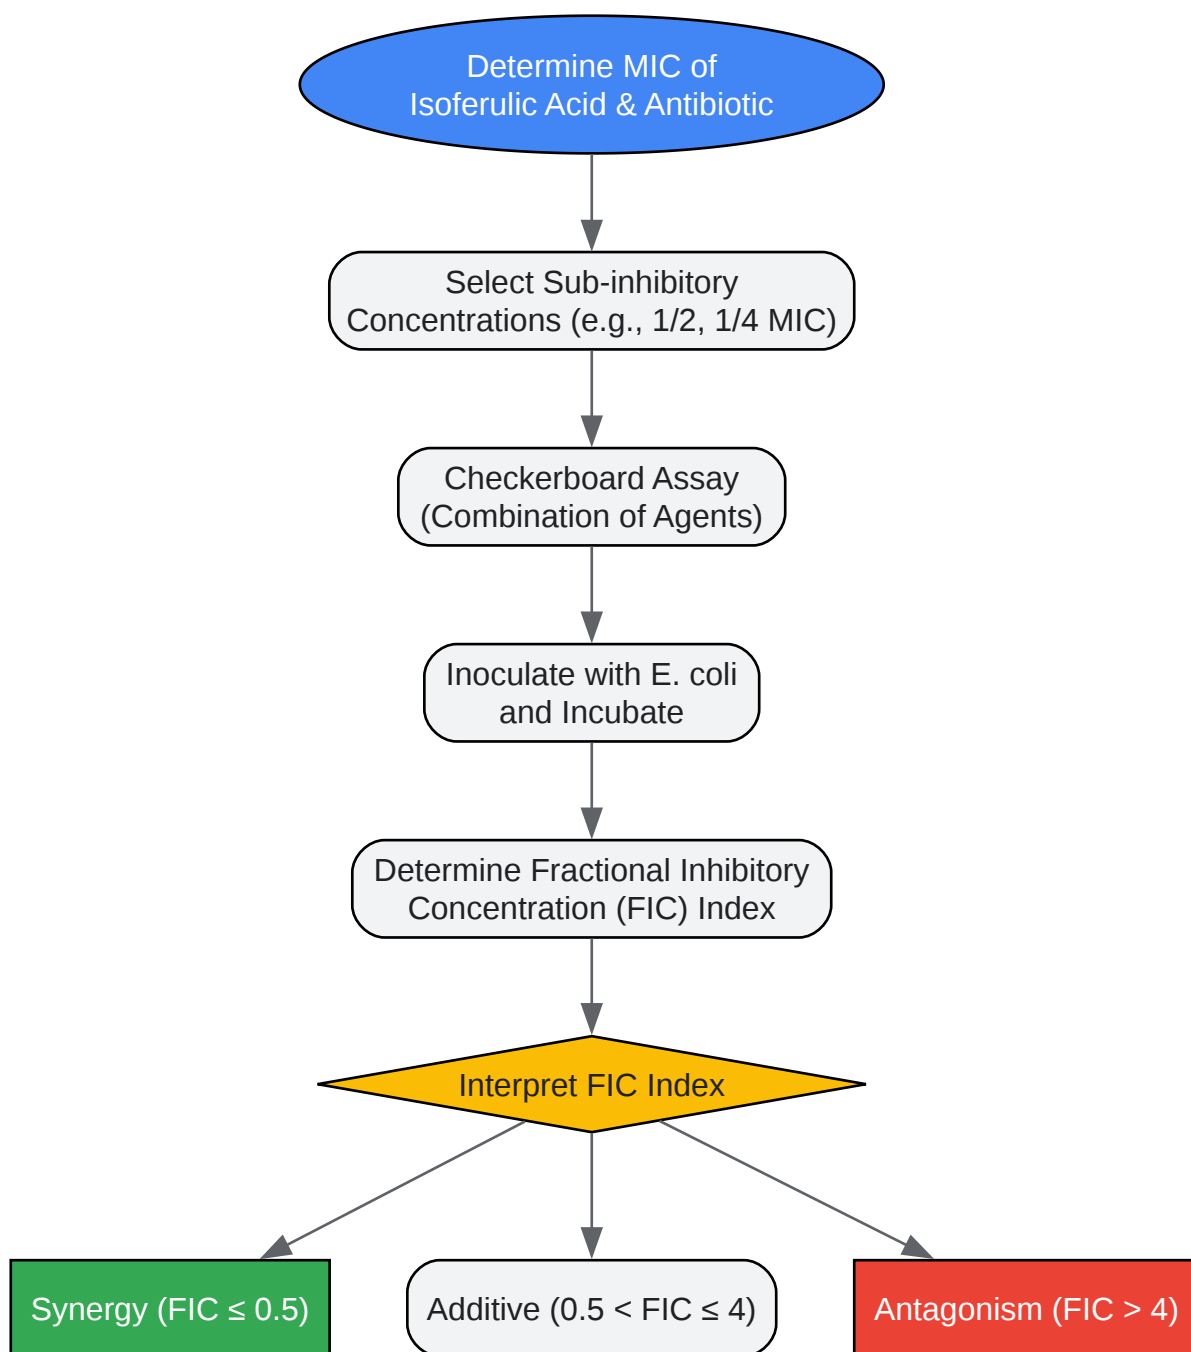 Determine MIC of
Isoferulic Acid & Antibiotic
Select Sub-inhibitory
Concentrations (e.g., 1/2, 1/4 MIC)
Checkerboard Assay
(Combination of Agents)
Inoculate with E. coli
and Incubate
Determine Fractional Inhibitory
Concentration (FIC) Index
Interpret FIC Index
Synergy (FIC ≤ 0.5)
Additive (0.5 < FIC ≤ 4)
Antagonism (FIC > 4)